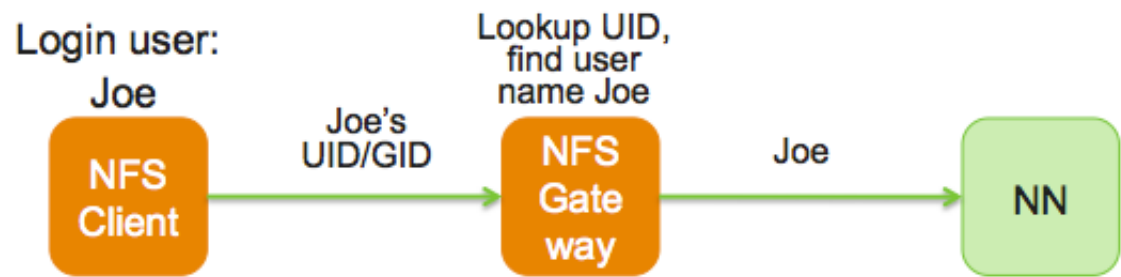 Login user:
Joe
Lookup UID,
find user
name Joe
Joe's
UID/GID
Joe
NFS
Client
NFS
Gate
way
NN